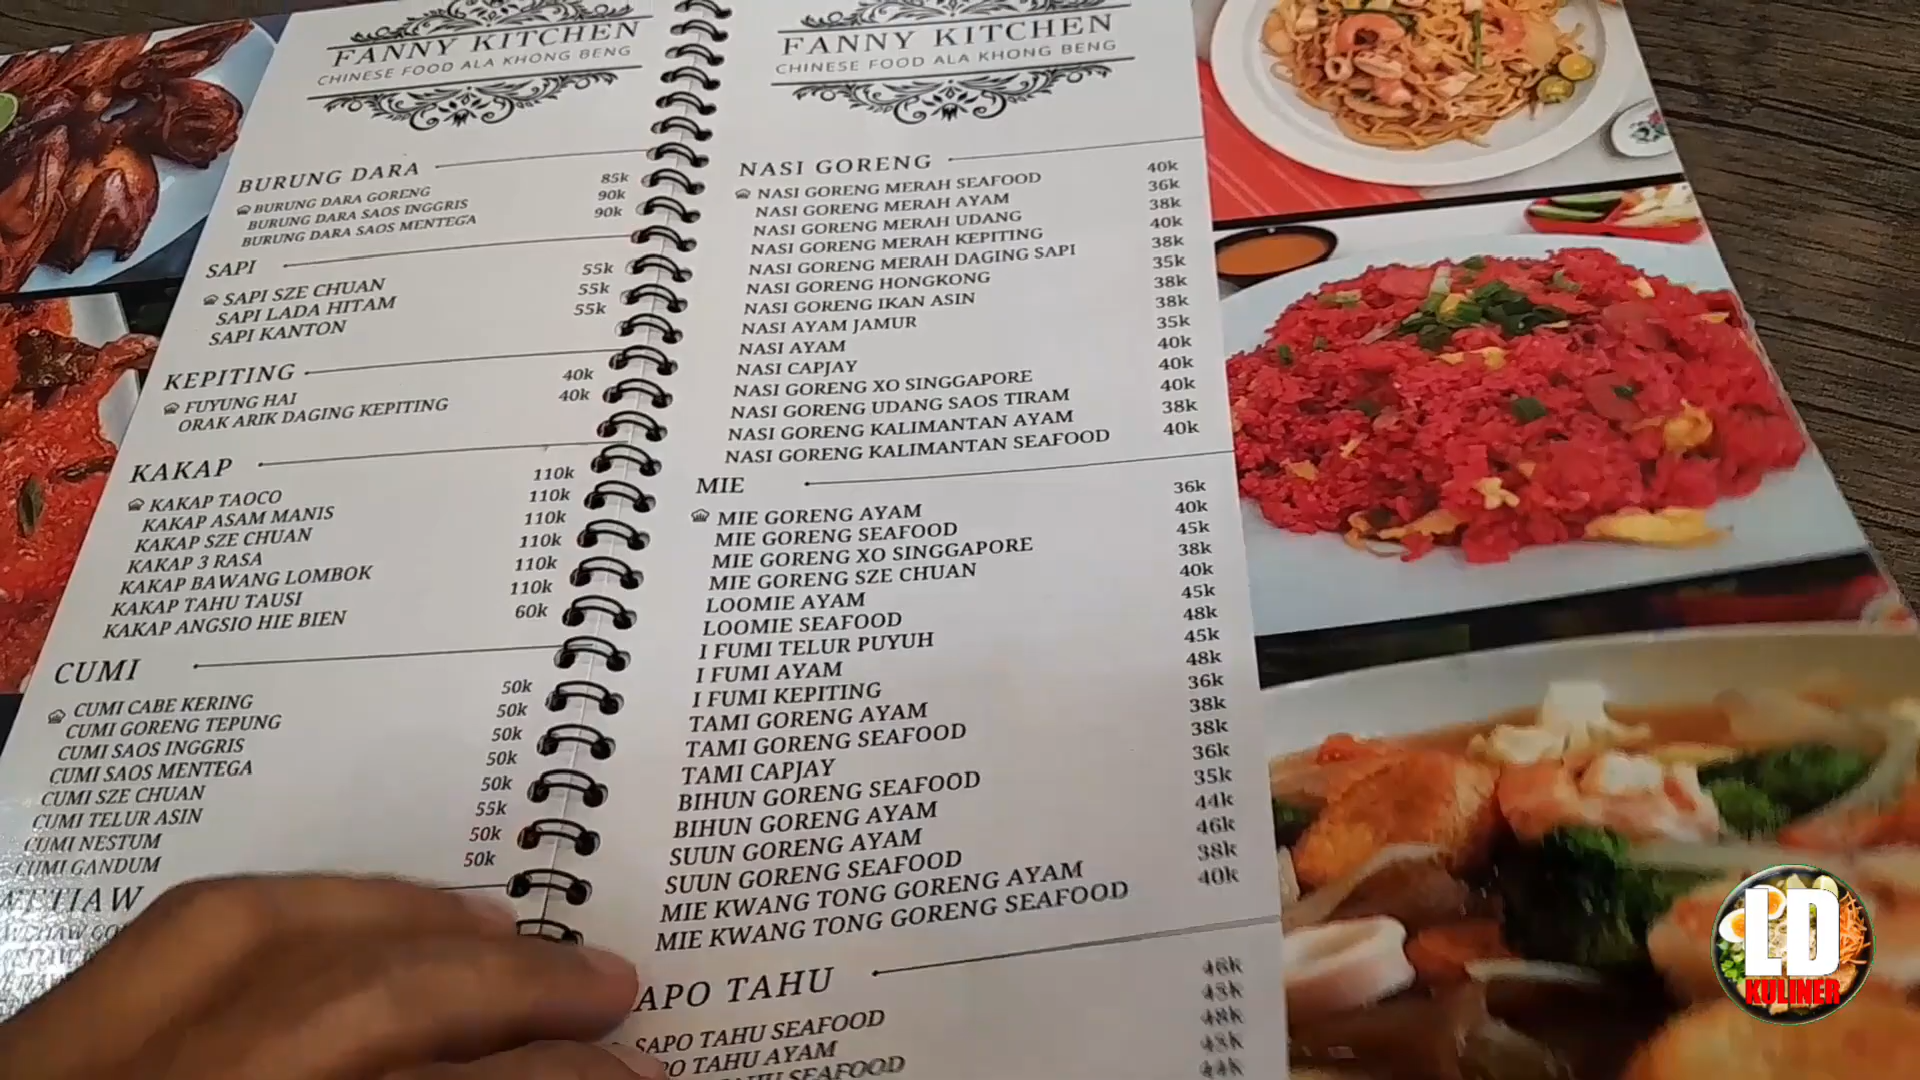 FANNY KITCHEN
CHINESE FOOD ALA KHONG BENG
BURUNG DARA
BURUNG DARA GORENG 85k
BURUNG DARA SAOS INGGRIS 90k
BURUNG DARA SAOS MENTEGA 90k
SAPI
SAPI SZE CHUAN 55k
SAPI LADA HITAM 55k
SAPI KANTON 55k
KEPITING
FUYUNG HAI 40k
ORAK ARIK DAGING KEPITING 40k
KAKAP
KAKAP TAOCO 110k
KAKAP ASAM MANIS 110k
KAKAP SZE CHUAN 110k
KAKAP 3 RASA 110k
KAKAP BAWANG LOMBOK 110k
KAKAP TAHU TAUSI 110k
KAKAP ANGSIO HIE BIEN 60k
CUMI
CUMI CABE KERING 50k
CUMI GORENG TEPUNG 50k
CUMI SAOS INGGRIS 50k
CUMI SAOS MENTEGA 50k
CUMI SZE CHUAN 50k
CUMI TELUR ASIN 55k
CUMI NESTUM 50k
CUMI GANDUM 50k
FANNY KITCHEN
CHINESE FOOD ALA KHONG BENG
NASI GORENG
NASI GORENG MERAH SEAFOOD 40k
NASI GORENG MERAH AYAM 36k
NASI GORENG MERAH UDANG 38k
NASI GORENG MERAH KEPITING 40k
NASI GORENG MERAH DAGING SAPI 38k
NASI GORENG HONGKONG 35k
NASI GORENG IKAN ASIN 38k
NASI AYAM JAMUR 38k
NASI AYAM 35k
NASI CAPJAY 40k
NASI GORENG XO SINGGAPORE 40k
NASI GORENG UDANG SAOS TIRAM 40k
NASI GORENG KALIMANTAN AYAM 38k
NASI GORENG KALIMANTAN SEAFOOD 40k
MIE
MIE GORENG AYAM 36k
MIE GORENG SEAFOOD 40k
MIE GORENG XO SINGGAPORE 45k
MIE GORENG SZE CHUAN 38k
LOOMIE AYAM 40k
LOOMIE SEAFOOD 45k
I FUMI TELUR PUYUH 48k
I FUMI AYAM 45k
I FUMI KEPITING 48k
TAMI GORENG AYAM 36k
TAMI GORENG SEAFOOD 38k
TAMI CAPJAY 38k
BIHUN GORENG SEAFOOD 36k
BIHUN GORENG AYAM 35k
SUUN GORENG AYAM 44k
SUUN GORENG SEAFOOD 46k
MIE KWANG TONG GORENG AYAM 38k
MIE KWANG TONG GORENG SEAFOOD 40k
APO TAHU
SAPO TAHU SEAFOOD 46k
TAHU AYAM
SEAFOOD 48k
LD
KULINER